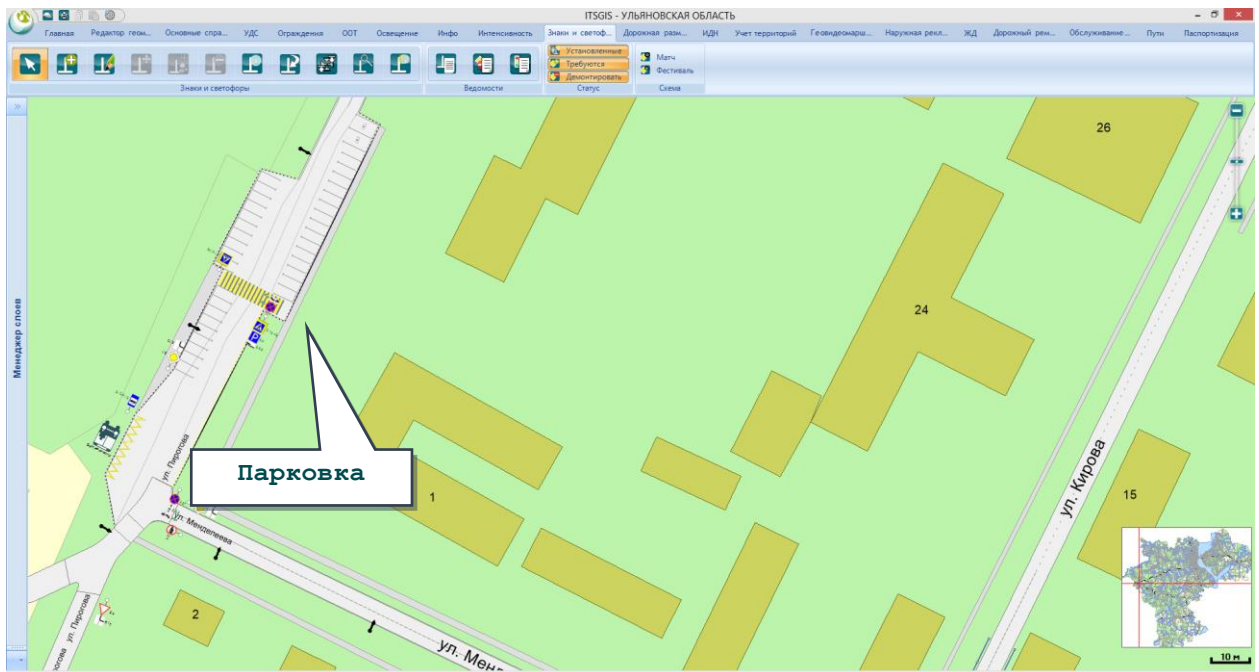 ITSGIS - УЛЬЯНОВСКАЯ ОБЛАСТЬ
Главная Редактор геом... Основные спра... УДС Ограждения ООТ Освещение Инфо Интенсивность Знаки и светоф... Дорожная разм... ИДН Учет территорий Геовидеомарш... Наружная рекл... ЖД Дорожный рем... Обслуживание... Пути Паспортизация
Установленные
Требуются
Демонтировать
Матч
Фестиваль
Знаки и светофоры Ведомости Статус Схема
Менеджер слоев
26
24
ул. Пирогова
Парковка
1
ул. Кирова
15
ул. Менделеева
2
ул. Пирогова
ул. Менд
10 м